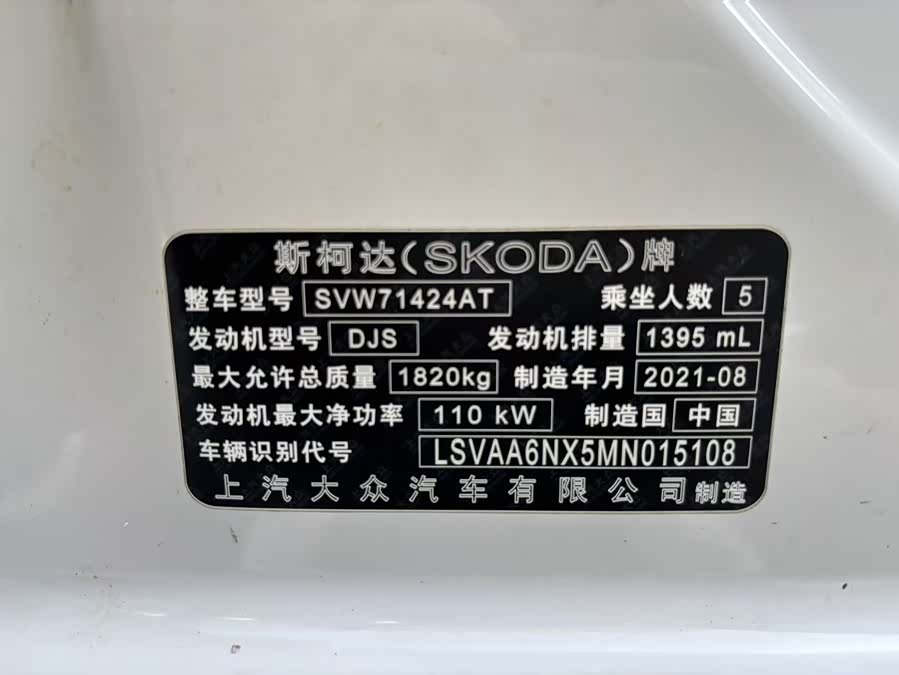 斯柯达(SKODA)牌
整车型号 SVW71424AT 乘坐人数 5
发动机型号 DJS 发动机排量 1395 mL
最大允许总质量 1820kg 制造年月 2021-08
发动机最大净功率 110 kW 制造国 中国
车辆识别代号 LSVAA6NX5MN015108
上汽大众汽车有限公司 制造